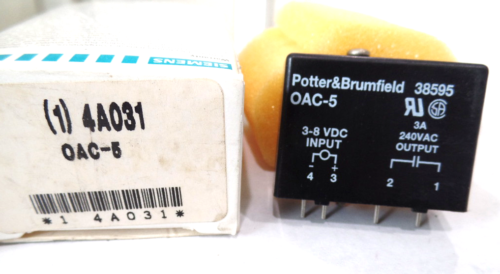 SIEMENS
(1) 4A031
OAC-5
*1 4A031*
Potter&Brumfield 38595
OAC-5
3A
3-8 VDC
240VAC
INPUT
OUTPUT
- +
4 3
2 1